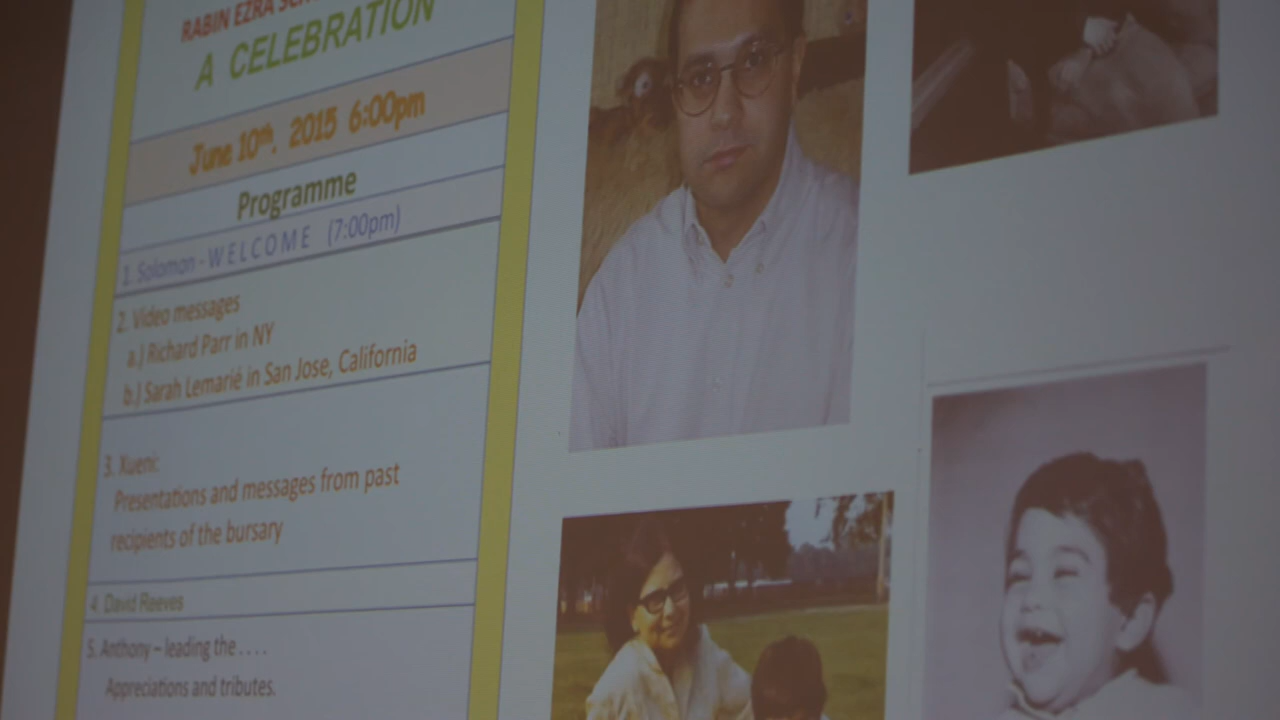 RABIN EZRA
A CELEBRATION
June 10th, 2015 6:00pm
Programme
1. Solomon - W E L C O M E (7:00pm)
2. Video messages
a.) Richard Parr in NY
b.) Sarah Lemarié in San Jose, California
3. Xueni:
Presentations and messages from past
recipients of the bursary
4. David Reeves
5. Anthony – leading the . . . .
Appreciations and tributes.